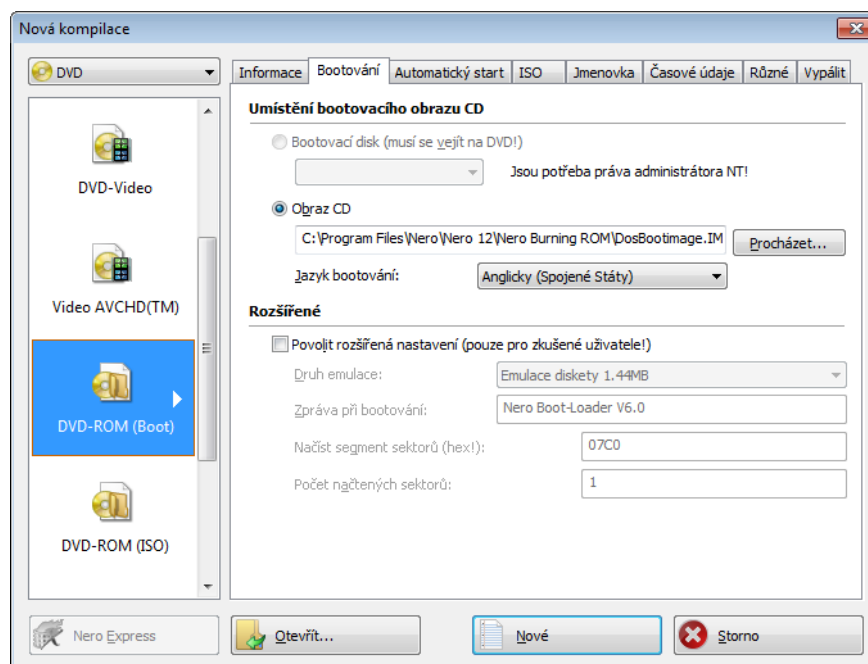 Nová kompilace
DVD
Informace
Bootování
Automatický start
ISO
Jmenovka
Časové údaje
Různé
Vypálit
DVD-Video
Video AVCHD(TM)
DVD-ROM (Boot)
DVD-ROM (ISO)
Umístění bootovacího obrazu CD
Bootovací disk (musí se vejít na DVD!)
Jsou potřeba práva administrátora NT!
Obraz CD
C:\Program Files\Nero\Nero 12\Nero Burning ROM\DosBootimage.IM
Procházet...
Jazyk bootování:
Anglicky (Spojené Státy)
Rozšířené
Povolit rozšířená nastavení (pouze pro zkušené uživatele!)
Druh emulace:
Emulace diskety 1.44MB
Zpráva při bootování:
Nero Boot-Loader V6.0
Načíst segment sektorů (hex!):
07C0
Počet načtených sektorů:
1
Nero Express
Otevřít...
Nové
Storno